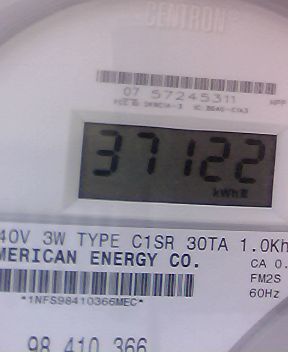 CENTRON
07 57245311
37122
kWh
40V 3W TYPE C1SR 30TA 1.0Kh
MERICAN ENERGY CO.
CA 0.
FM2S
60Hz
*1NFS98410366MEC*
98 410 366